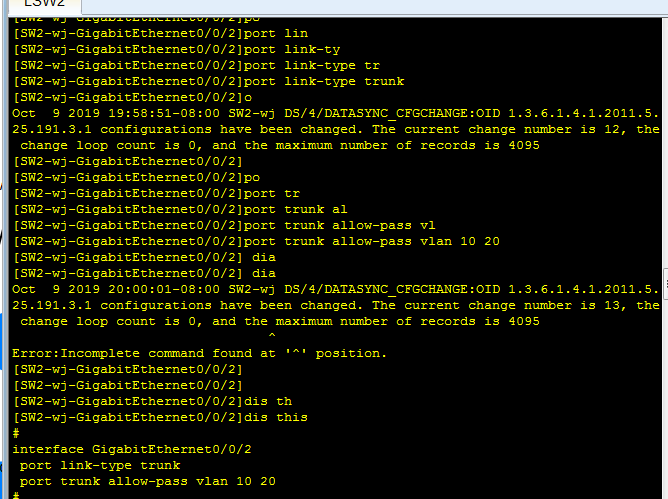 LSW2
[SW2-wj-GigabitEthernet0/0/2]po
[SW2-wj-GigabitEthernet0/0/2]port lin
[SW2-wj-GigabitEthernet0/0/2]port link-ty
[SW2-wj-GigabitEthernet0/0/2]port link-type tr
[SW2-wj-GigabitEthernet0/0/2]port link-type trunk
[SW2-wj-GigabitEthernet0/0/2]o
Oct  9 2019 19:58:51-08:00 SW2-wj DS/4/DATASYNC_CFGCHANGE:OID 1.3.6.1.4.1.2011.5.
25.191.3.1 configurations have been changed. The current change number is 12, the
 change loop count is 0, and the maximum number of records is 4095
[SW2-wj-GigabitEthernet0/0/2]
[SW2-wj-GigabitEthernet0/0/2]po
[SW2-wj-GigabitEthernet0/0/2]port tr
[SW2-wj-GigabitEthernet0/0/2]port trunk al
[SW2-wj-GigabitEthernet0/0/2]port trunk allow-pass vl
[SW2-wj-GigabitEthernet0/0/2]port trunk allow-pass vlan 10 20
[SW2-wj-GigabitEthernet0/0/2] dia
[SW2-wj-GigabitEthernet0/0/2] dia
Oct  9 2019 20:00:01-08:00 SW2-wj DS/4/DATASYNC_CFGCHANGE:OID 1.3.6.1.4.1.2011.5.
25.191.3.1 configurations have been changed. The current change number is 13, the
 change loop count is 0, and the maximum number of records is 4095
^
Error:Incomplete command found at '^' position.
[SW2-wj-GigabitEthernet0/0/2]
[SW2-wj-GigabitEthernet0/0/2]
[SW2-wj-GigabitEthernet0/0/2]dis th
[SW2-wj-GigabitEthernet0/0/2]dis this
#
interface GigabitEthernet0/0/2
 port link-type trunk
 port trunk allow-pass vlan 10 20
#